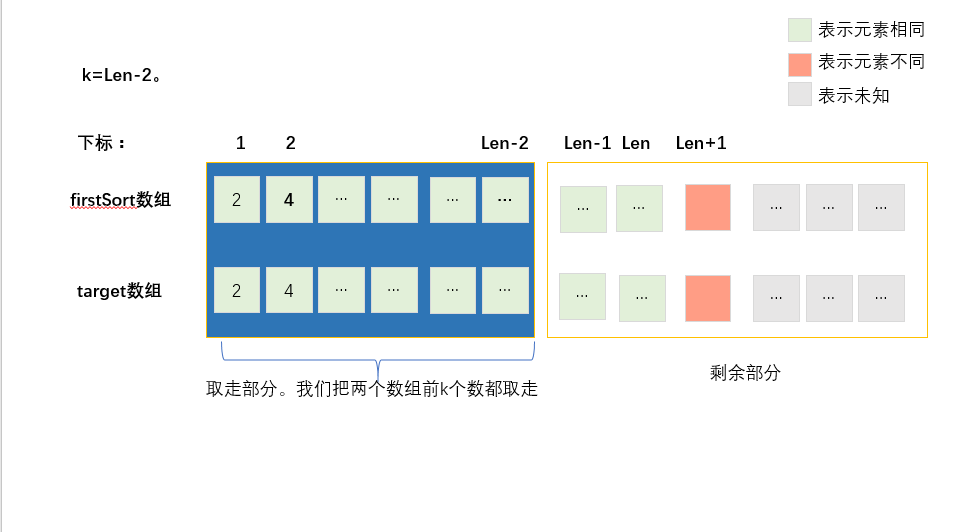 表示元素相同
k=Len-2。
表示元素不同
表示未知
下标： 1 2 Len-2 Len-1 Len Len+1
firstSort数组 2 4 … … … … … … … … …
target数组 2 4 … … … … … … … … …
取走部分。我们把两个数组前k个数都取走
剩余部分